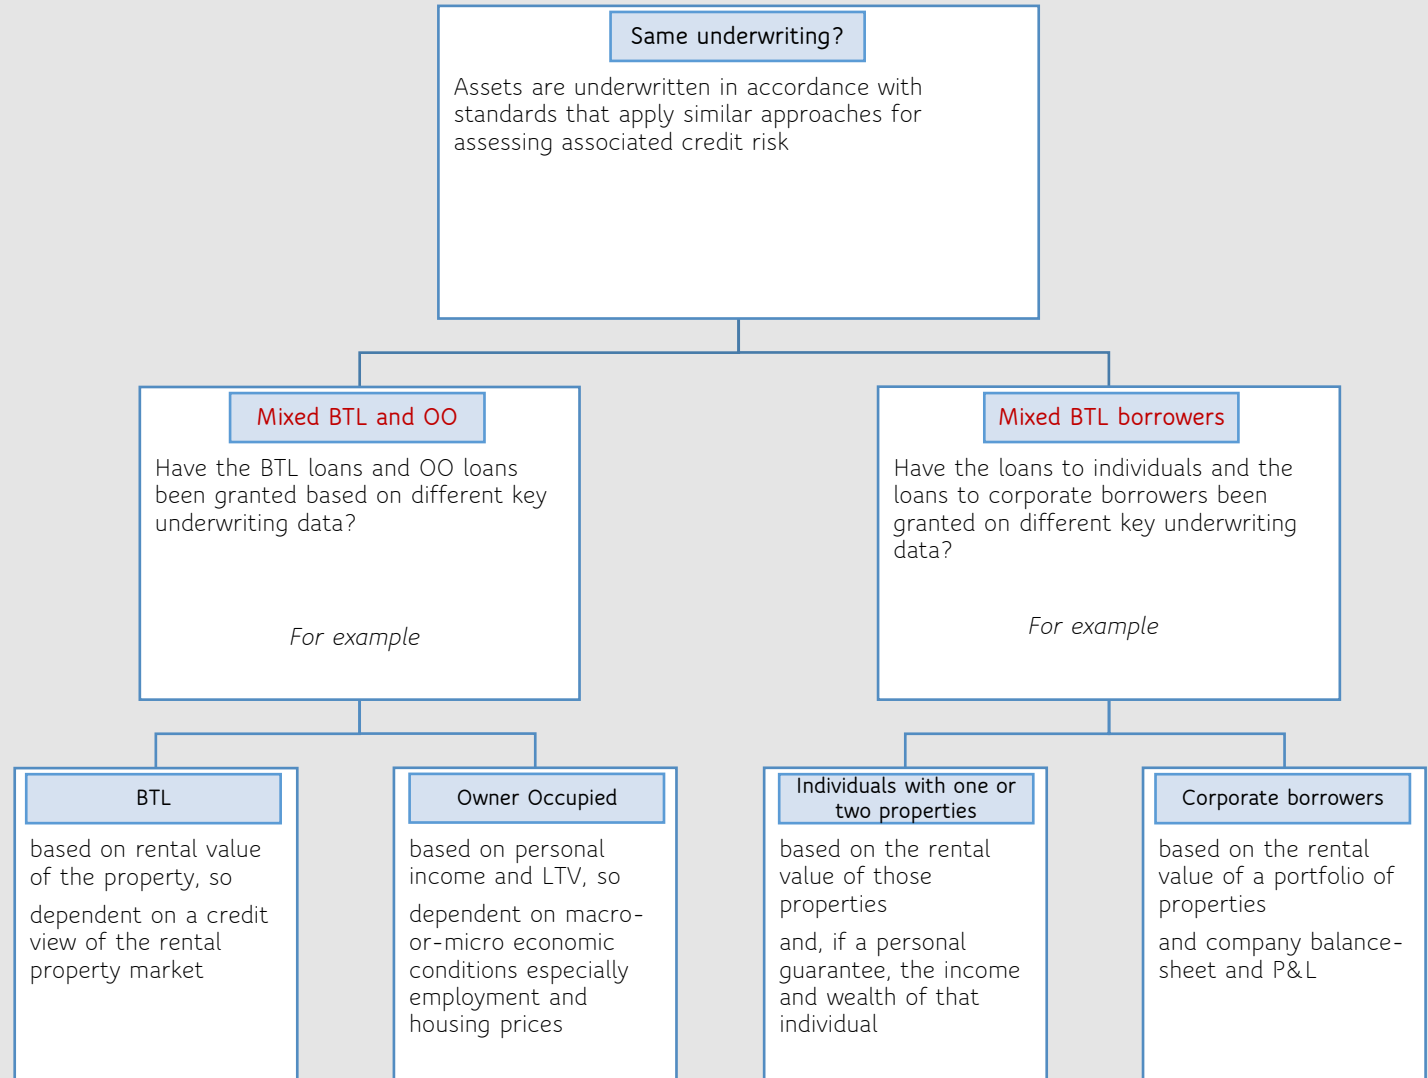 Same underwriting?
Assets are underwritten in accordance with
standards that apply similar approaches for
assessing associated credit risk
Mixed BTL and OO
Have the BTL loans and OO loans
been granted based on different key
underwriting data?
For example
Mixed BTL borrowers
Have the loans to individuals and the
loans to corporate borrowers been
granted on different key underwriting
data?
For example
BTL
based on rental value
of the property, so
dependent on a credit
view of the rental
property market
Owner Occupied
based on personal
income and LTV, so
dependent on macro-
or-micro economic
conditions especially
employment and
housing prices
Individuals with one or
two properties
based on the rental
value of those
properties
and, if a personal
guarantee, the income
and wealth of that
individual
Corporate borrowers
based on the rental
value of a portfolio of
properties
and company balance-
sheet and P&L